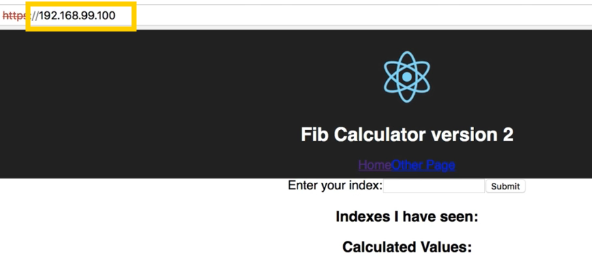 https://192.168.99.100
Fib Calculator version 2
HomeOther Page
Enter your index: Submit
Indexes I have seen:
Calculated Values: